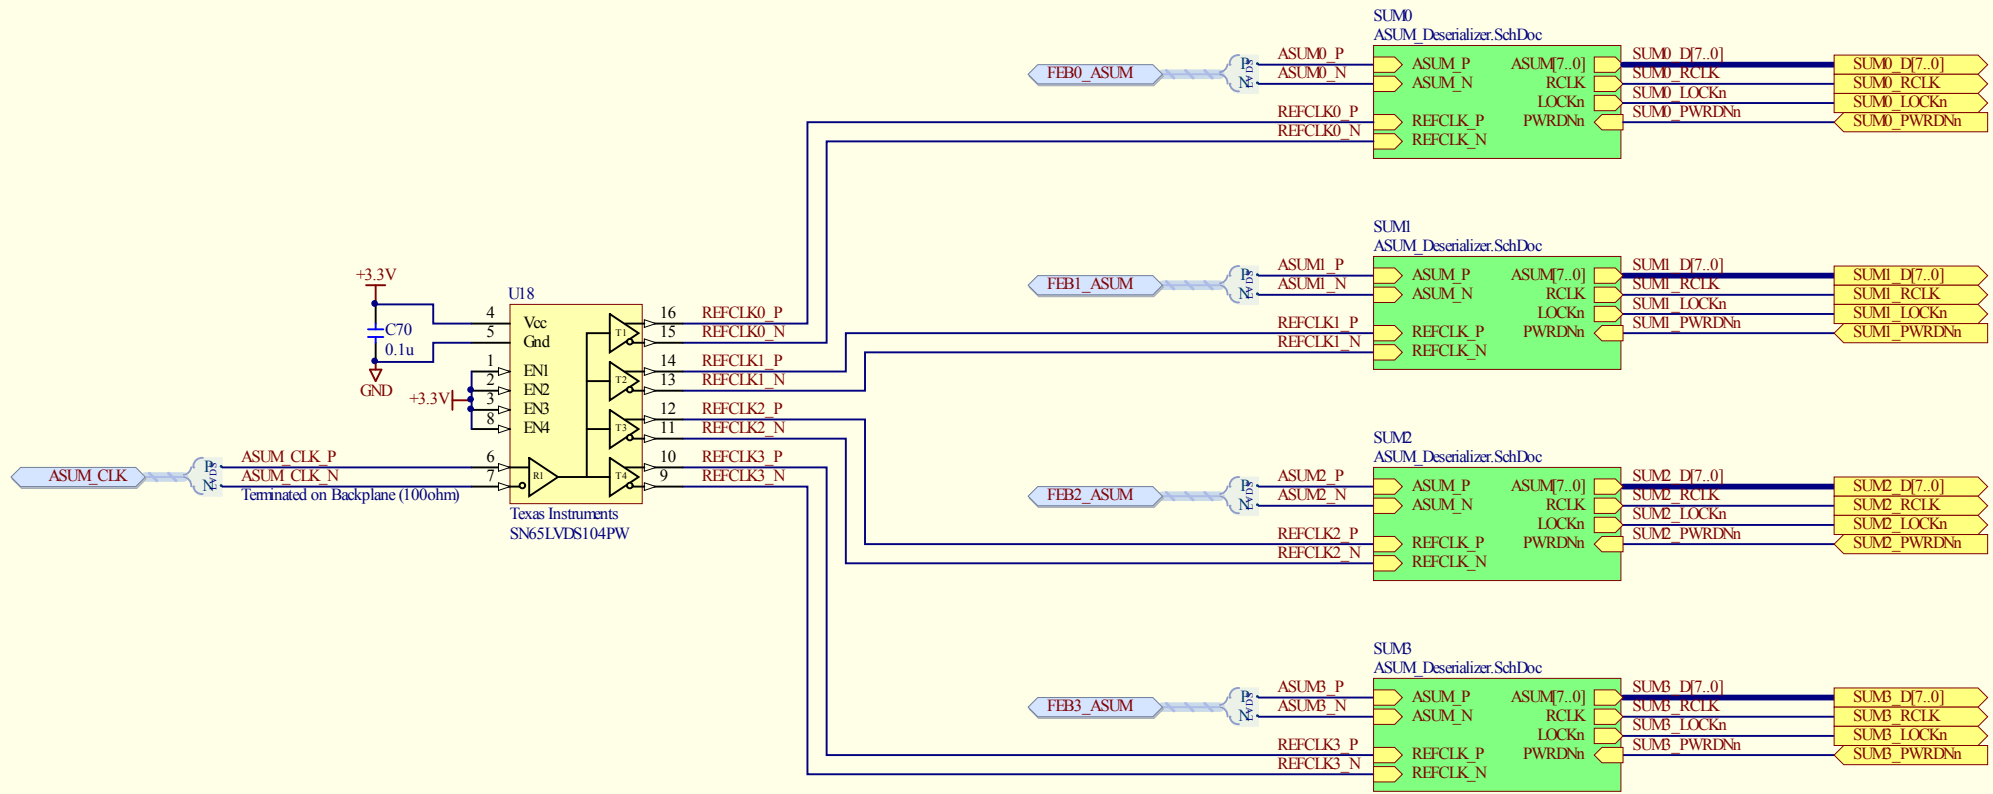 SUM0
ASUM_Deserializer.SchDoc
FEB0_ASUM
P
N
LVDS
ASUM0_P
ASUM0_N
REFCLK0_P
REFCLK0_N
ASUM_P
ASUM_N
REFCLK_P
REFCLK_N
ASUM[7..0]
RCLK
LOCKn
PWRDNn
SUM0_D[7..0]
SUM0_RCLK
SUM0_LOCKn
SUM0_PWRDNn
SUM0_D[7..0]
SUM0_RCLK
SUM0_LOCKn
SUM0_PWRDNn
SUM1
ASUM_Deserializer.SchDoc
FEB1_ASUM
P
N
LVDS
ASUM1_P
ASUM1_N
REFCLK1_P
REFCLK1_N
ASUM_P
ASUM_N
REFCLK_P
REFCLK_N
ASUM[7..0]
RCLK
LOCKn
PWRDNn
SUM1_D[7..0]
SUM1_RCLK
SUM1_LOCKn
SUM1_PWRDNn
SUM1_D[7..0]
SUM1_RCLK
SUM1_LOCKn
SUM1_PWRDNn
+3.3V
C70
0.1u
GND
+3.3V
U18
4
5
1
2
3
8
6
7
Vcc
Gnd
EN1
EN2
EN3
EN4
R1
T1
T2
T3
T4
16 REFCLK0_P
15 REFCLK0_N
14 REFCLK1_P
13 REFCLK1_N
12 REFCLK2_P
11 REFCLK2_N
10 REFCLK3_P
9 REFCLK3_N
Texas Instruments
SN65LVDS104PW
ASUM_CLK
P
N
LVDS
ASUM_CLK_P
ASUM_CLK_N
Terminated on Backplane (100ohm)
SUM2
ASUM_Deserializer.SchDoc
FEB2_ASUM
P
N
LVDS
ASUM2_P
ASUM2_N
REFCLK2_P
REFCLK2_N
ASUM_P
ASUM_N
REFCLK_P
REFCLK_N
ASUM[7..0]
RCLK
LOCKn
PWRDNn
SUM2_D[7..0]
SUM2_RCLK
SUM2_LOCKn
SUM2_PWRDNn
SUM2_D[7..0]
SUM2_RCLK
SUM2_LOCKn
SUM2_PWRDNn
SUM3
ASUM_Deserializer.SchDoc
FEB3_ASUM
P
N
LVDS
ASUM3_P
ASUM3_N
REFCLK3_P
REFCLK3_N
ASUM_P
ASUM_N
REFCLK_P
REFCLK_N
ASUM[7..0]
RCLK
LOCKn
PWRDNn
SUM3_D[7..0]
SUM3_RCLK
SUM3_LOCKn
SUM3_PWRDNn
SUM3_D[7..0]
SUM3_RCLK
SUM3_LOCKn
SUM3_PWRDNn